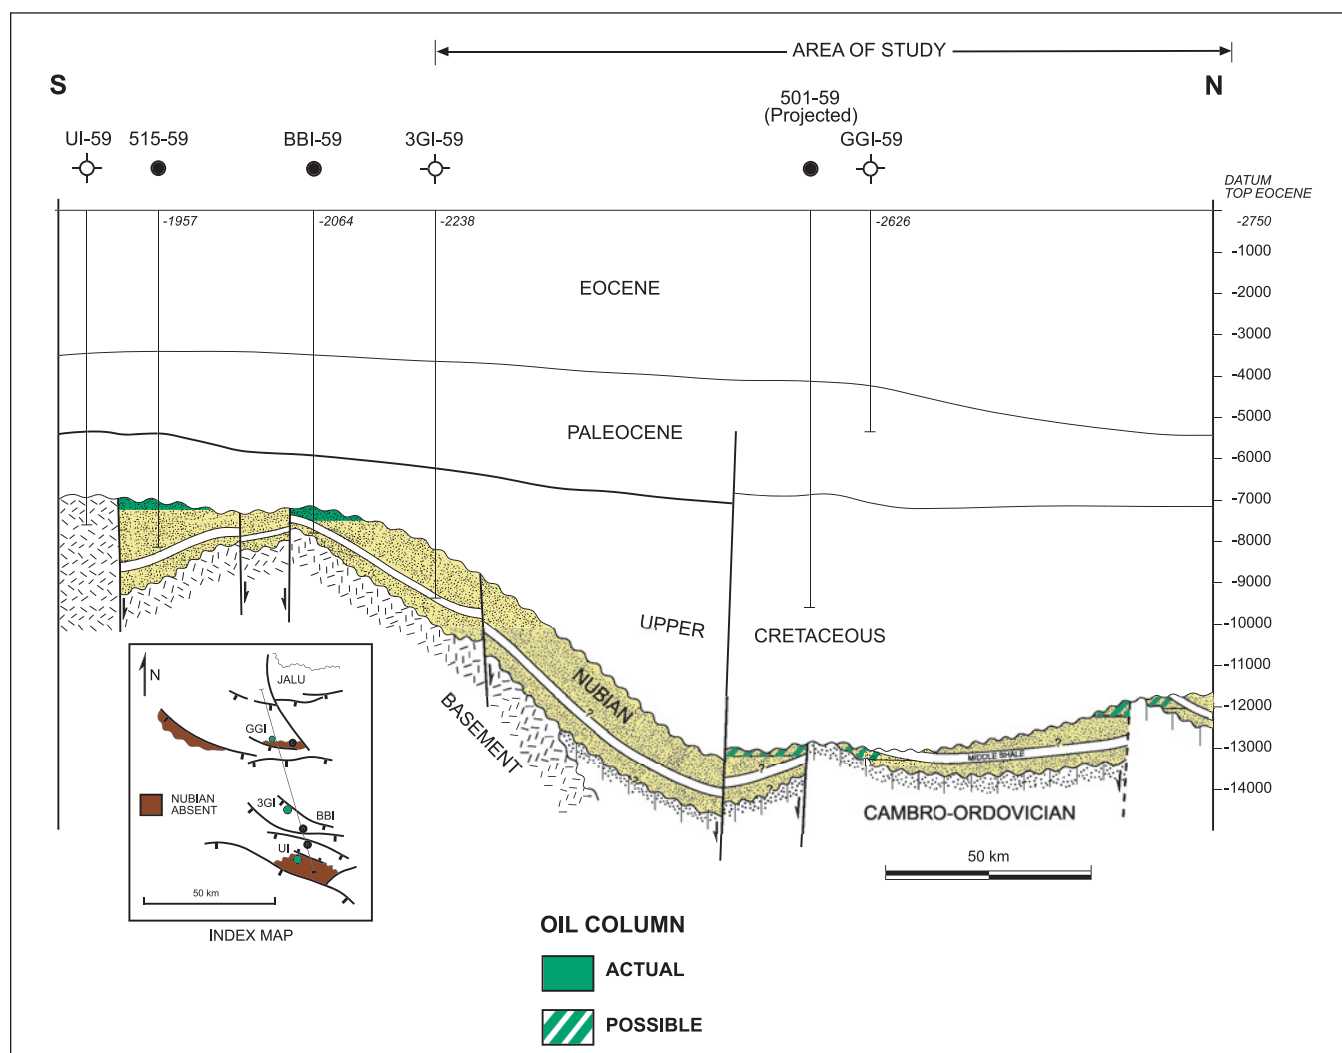 AREA OF STUDY
S
N
501-59
(Projected)
UI-59
515-59
BBI-59
3GI-59
GGI-59
DATUM
TOP EOCENE
-1957
-2064
-2238
-2626
-2750
-1000
-2000
-3000
-4000
-5000
-6000
-7000
-8000
-9000
-10000
-11000
-12000
-13000
-14000
EOCENE
PALEOCENE
UPPER
CRETACEOUS
NUBIAN
BASEMENT
?
?
?
?
MIDDLE SHALE
CAMBRO-ORDOVICIAN
50 km
N
JALU
GGI
3GI
BBI
UI
NUBIAN
ABSENT
50 km
INDEX MAP
OIL COLUMN
ACTUAL
POSSIBLE